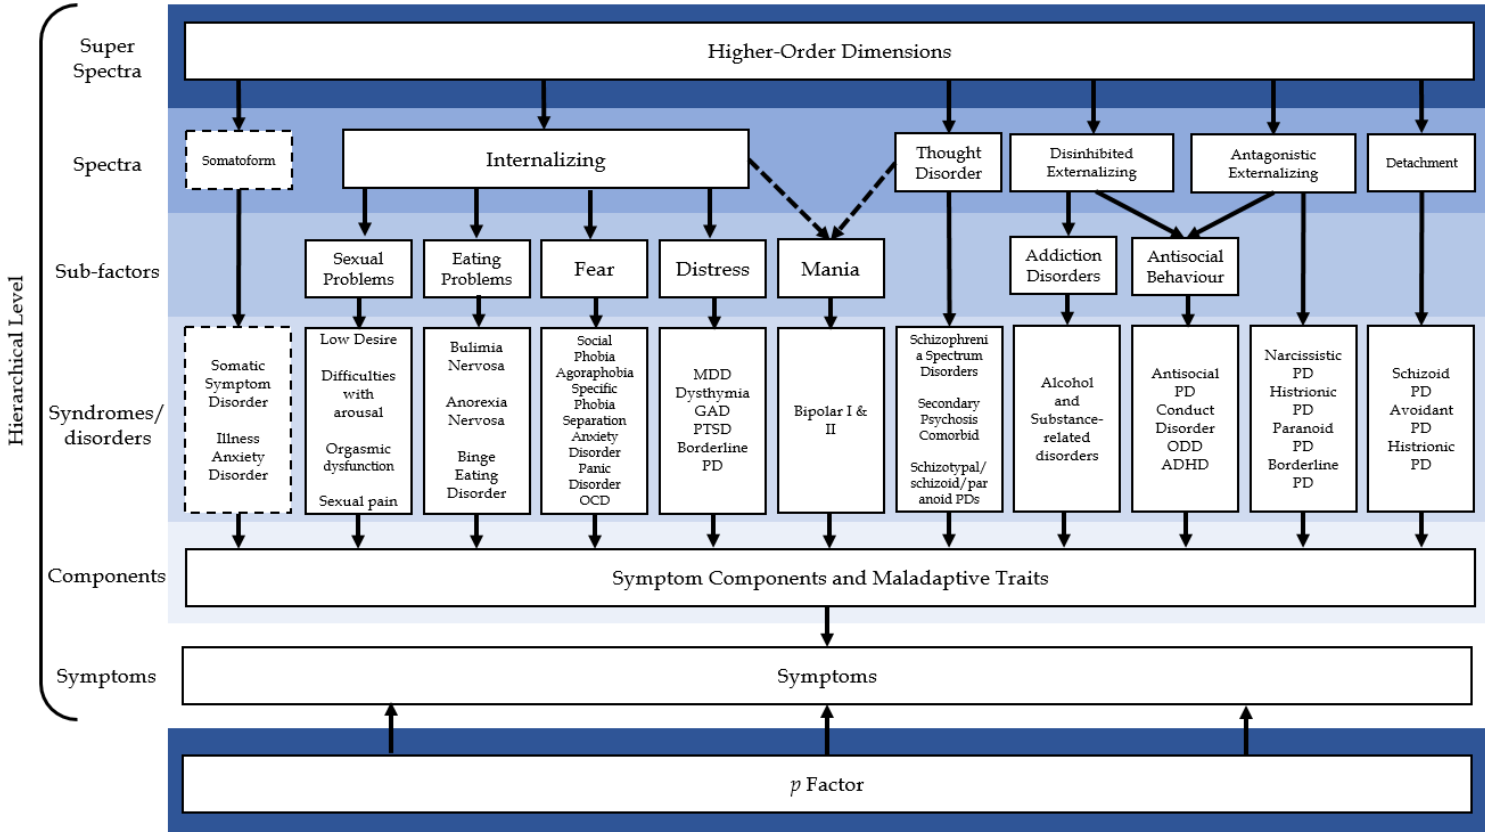 Hierarchical Level
Super
Spectra
Higher-Order Dimensions
Spectra
Somatoform
Internalizing
Thought
Disorder
Disinhibited
Externalizing
Antagonistic
Externalizing
Detachment
Sub-factors
Sexual
Problems
Eating
Problems
Fear
Distress
Mania
Addiction
Disorders
Antisocial
Behaviour
Syndromes/
disorders
Somatic
Symptom
Disorder
Illness
Anxiety
Disorder
Low Desire
Difficulties
with
arousal
Orgasmic
dysfunction
Sexual pain
Bulimia
Nervosa
Anorexia
Nervosa
Binge
Eating
Disorder
Social
Phobia
Agoraphobia
Specific
Phobia
Separation
Anxiety
Disorder
Panic
Disorder
OCD
MDD
Dysthymia
GAD
PTSD
Borderline
PD
Bipolar I &
II
Schizophreni
a Spectrum
Disorders
Secondary
Psychosis
Comorbid
Schizotypal/
schizoid/par
anoid PDs
Alcohol
and
Substance-
related
disorders
Antisocial
PD
Conduct
Disorder
ODD
ADHD
Narcissistic
PD
Histrionic
PD
Paranoid
PD
Borderline
PD
Schizoid
PD
Avoidant
PD
Histrionic
PD
Components
Symptom Components and Maladaptive Traits
Symptoms
Symptoms
p Factor